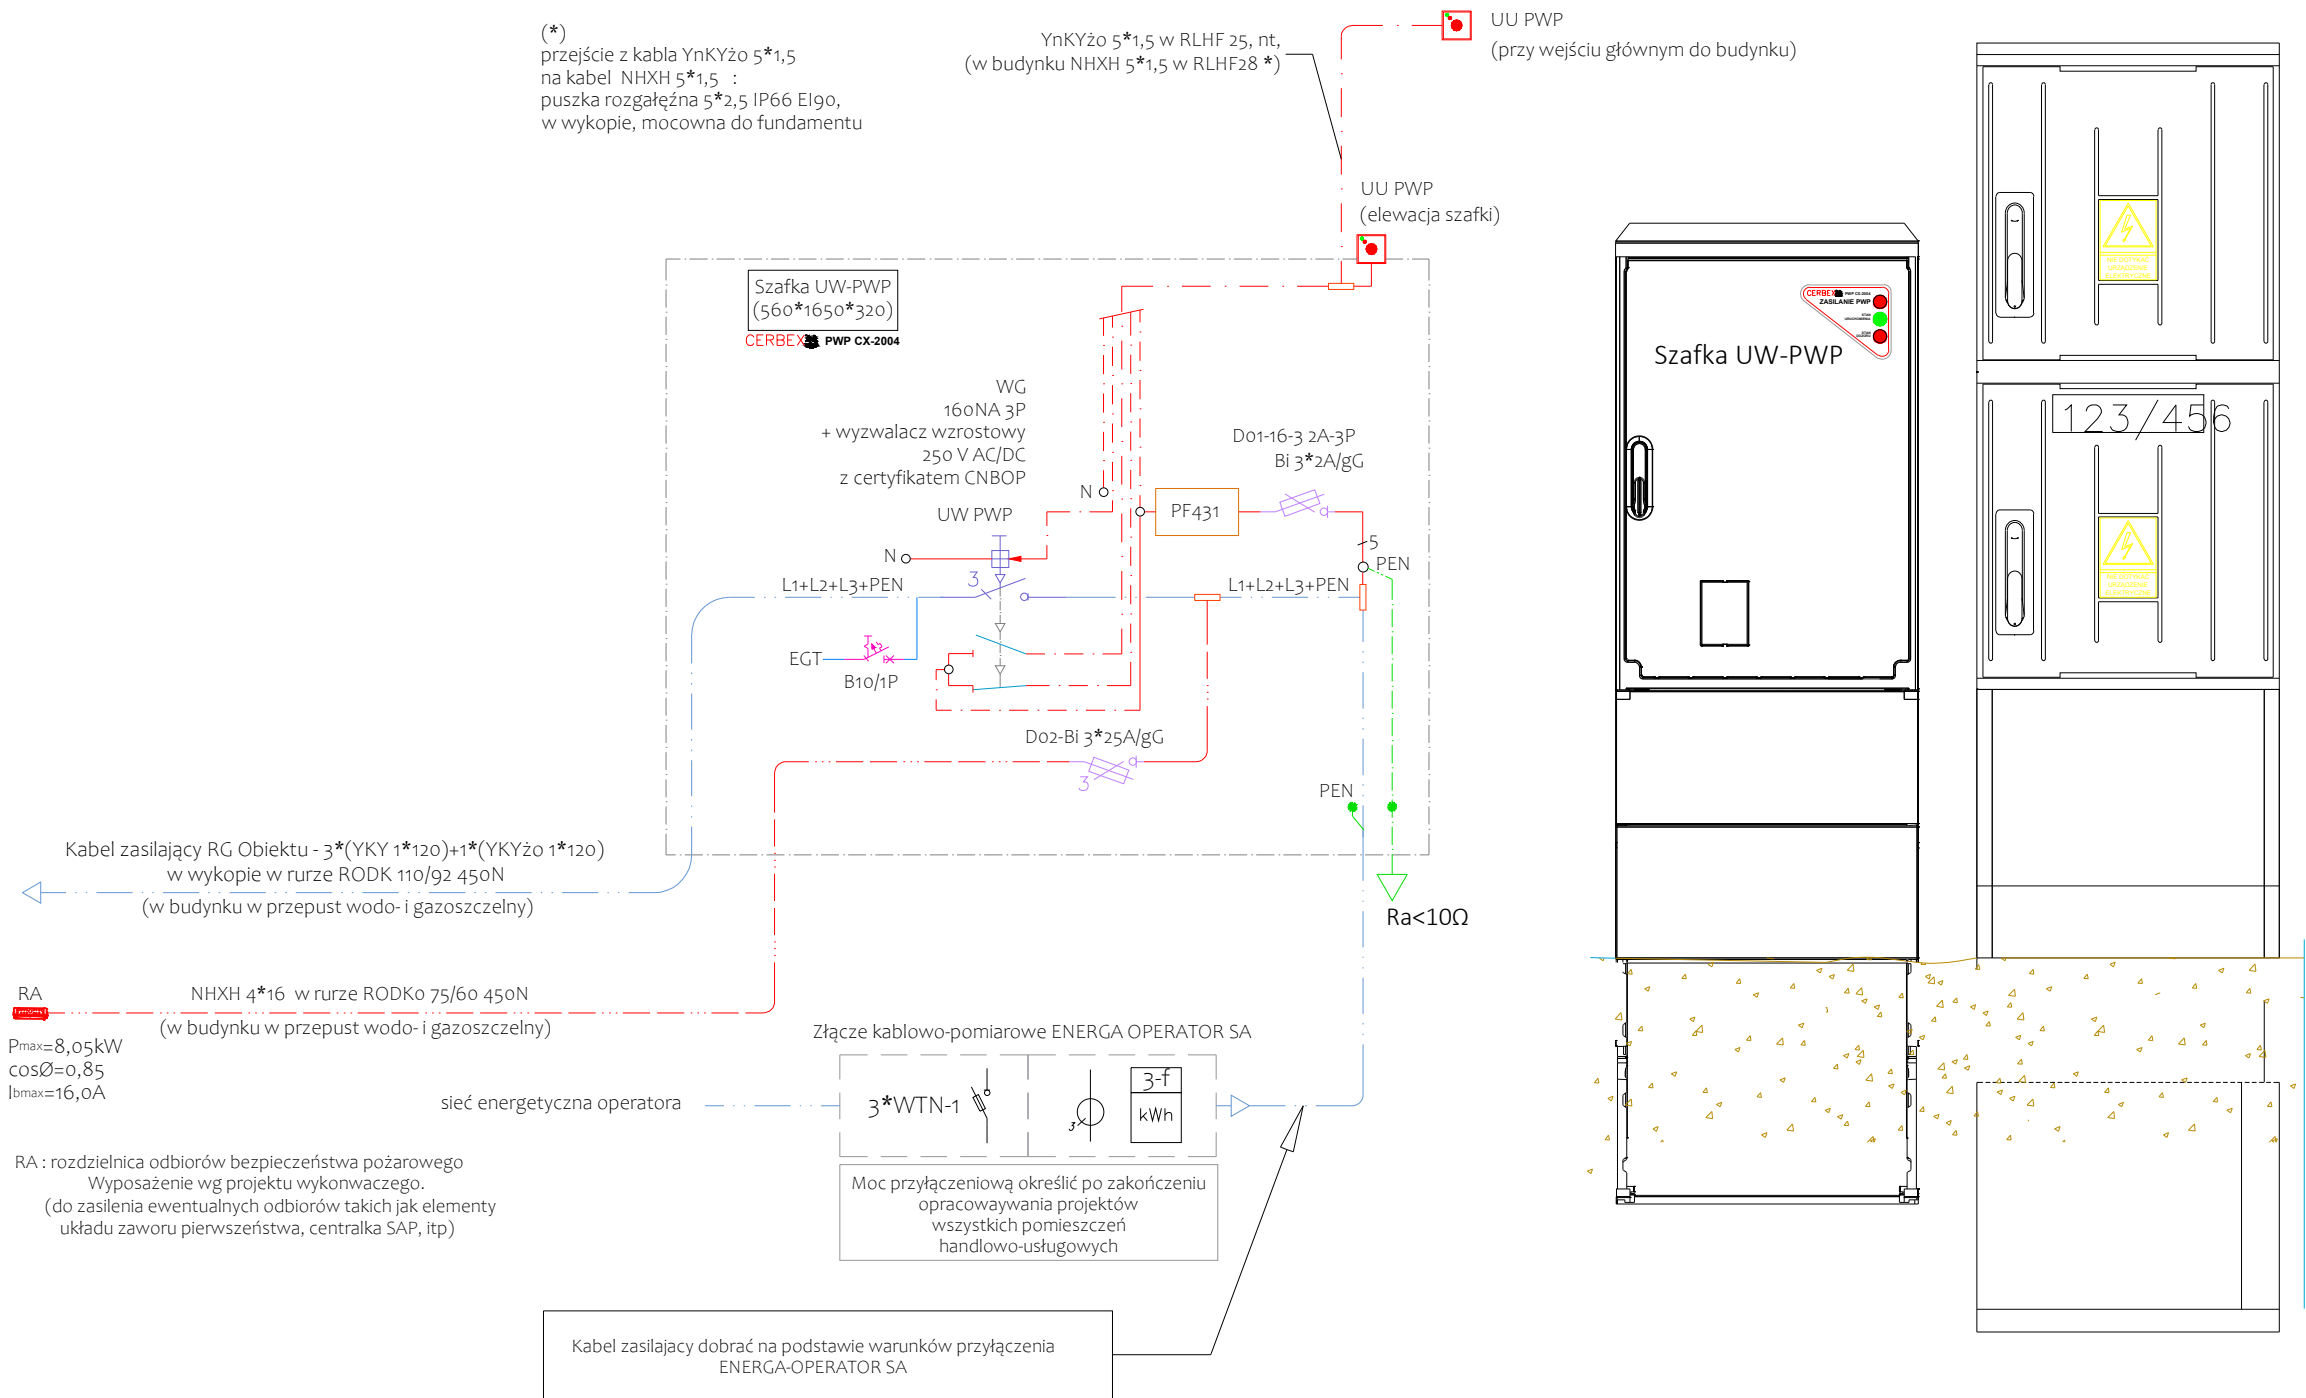 (*)
przejście z kabla YnKYżo 5*1,5
na kabel NHXH 5*1,5 :
puszka rozgałęźna 5*2,5 IP66 EI90,
w wykopie, mocowna do fundamentu
YnKYżo 5*1,5 w RLHF 25, nt,
(w budynku NHXH 5*1,5 w RLHF28 *)
UU PWP
(przy wejściu głównym do budynku)
UU PWP
(elewacja szafki)
Szafka UW-PWP
(560*1650*320)
CERBEX PWP CX-2004
WG
160NA 3P
+ wyzwalacz wzrostowy
250 V AC/DC
z certyfikatem CNBOP
UW PWP
N
N
D01-16-3 2A-3P
Bi 3*2A/gG
PF431
5
PEN
3
L1+L2+L3+PEN
L1+L2+L3+PEN
EGT
B10/1P
D02-Bi 3*25A/gG
3
PEN
Ra<10Ω
Kabel zasilający RG Obiektu - 3*(YKY 1*120)+1*(YKYżo 1*120)
w wykopie w rurze RODK 110/92 450N
(w budynku w przepust wodo- i gazoszczelny)
RA
NHXH 4*16 w rurze RODK0 75/60 450N
(w budynku w przepust wodo- i gazoszczelny)
Pmax=8,05kW
cosØ=0,85
Ibmax=16,0A
Złącze kablowo-pomiarowe ENERGA OPERATOR SA
sieć energetyczna operatora
3*WTN-1
3
3-f
kWh
RA : rozdzielnica odbiorów bezpieczeństwa pożarowego
Wyposażenie wg projektu wykonwaczego.
(do zasilenia ewentualnych odbiorów takich jak elementy
układu zaworu pierwszeństwa, centralka SAP, itp)
Moc przyłączeniową określić po zakończeniu
opracowaywania projektów
wszystkich pomieszczeń
handlowo-usługowych
Kabel zasilajacy dobrać na podstawie warunków przyłączenia
ENERGA-OPERATOR SA
CERBEX PWP CX-2004
ZASILANIE PWP
STAN
URUCHOMIENIA
Szafka UW-PWP
123/456